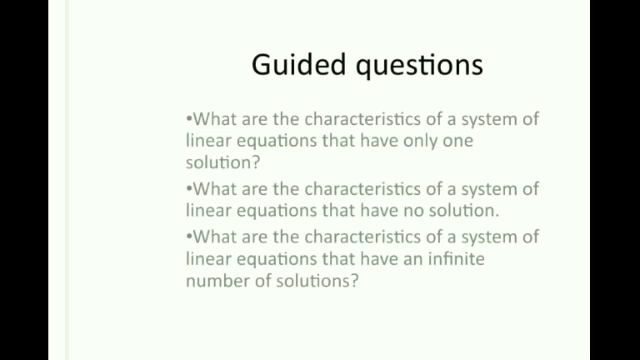 Guided questions
•What are the characteristics of a system of
linear equations that have only one
solution?
•What are the characteristics of a system of
linear equations that have no solution.
•What are the characteristics of a system of
linear equations that have an infinite
number of solutions?